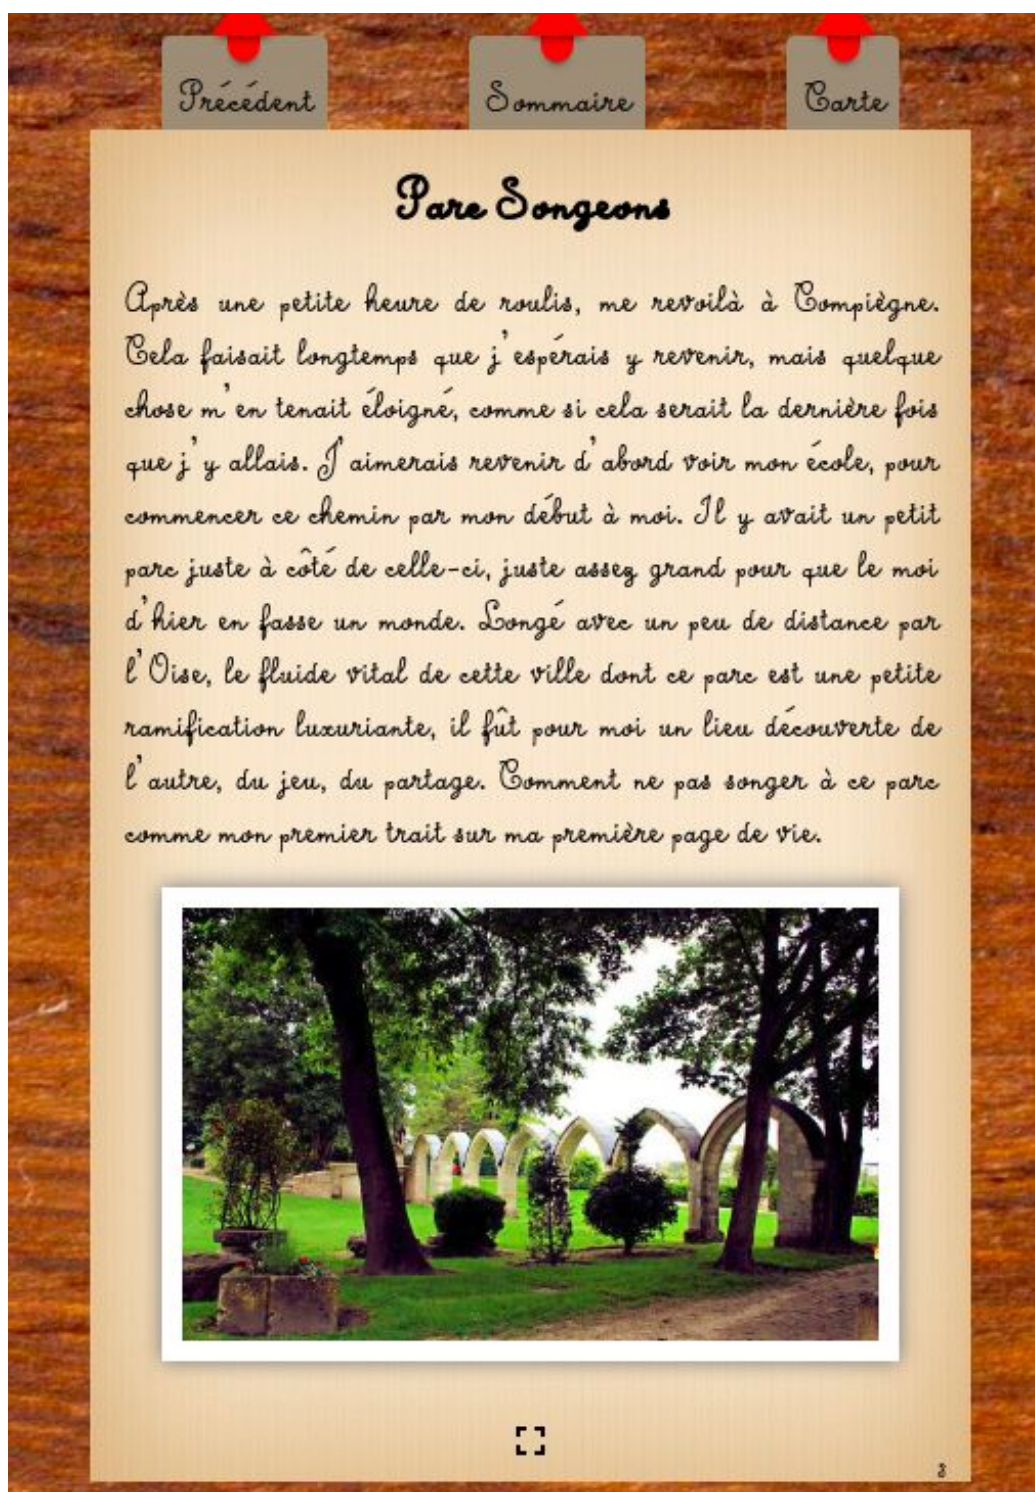 Précédent Sommaire Carte
Parc Songeons
Après une petite heure de roulis, me revoilà à Compiègne.
Cela faisait longtemps que j'espérais y revenir, mais quelque
chose m'en tenait éloigné, comme si cela serait la dernière fois
que j'y allais. J'aimerais revenir d'abord voir mon école, pour
commencer ce chemin par mon début à moi. Il y avait un petit
parc juste à côté de celle-ci, juste assez grand pour que le moi
d'hier en fasse un monde. Longé avec un peu de distance par
l'Oise, le fluide vital de cette ville dont ce parc est une petite
ramification luxuriante, il fût pour moi un lieu découverte de
l'autre, du jeu, du partage. Comment ne pas songer à ce parc
comme mon premier trait sur ma première page de vie.